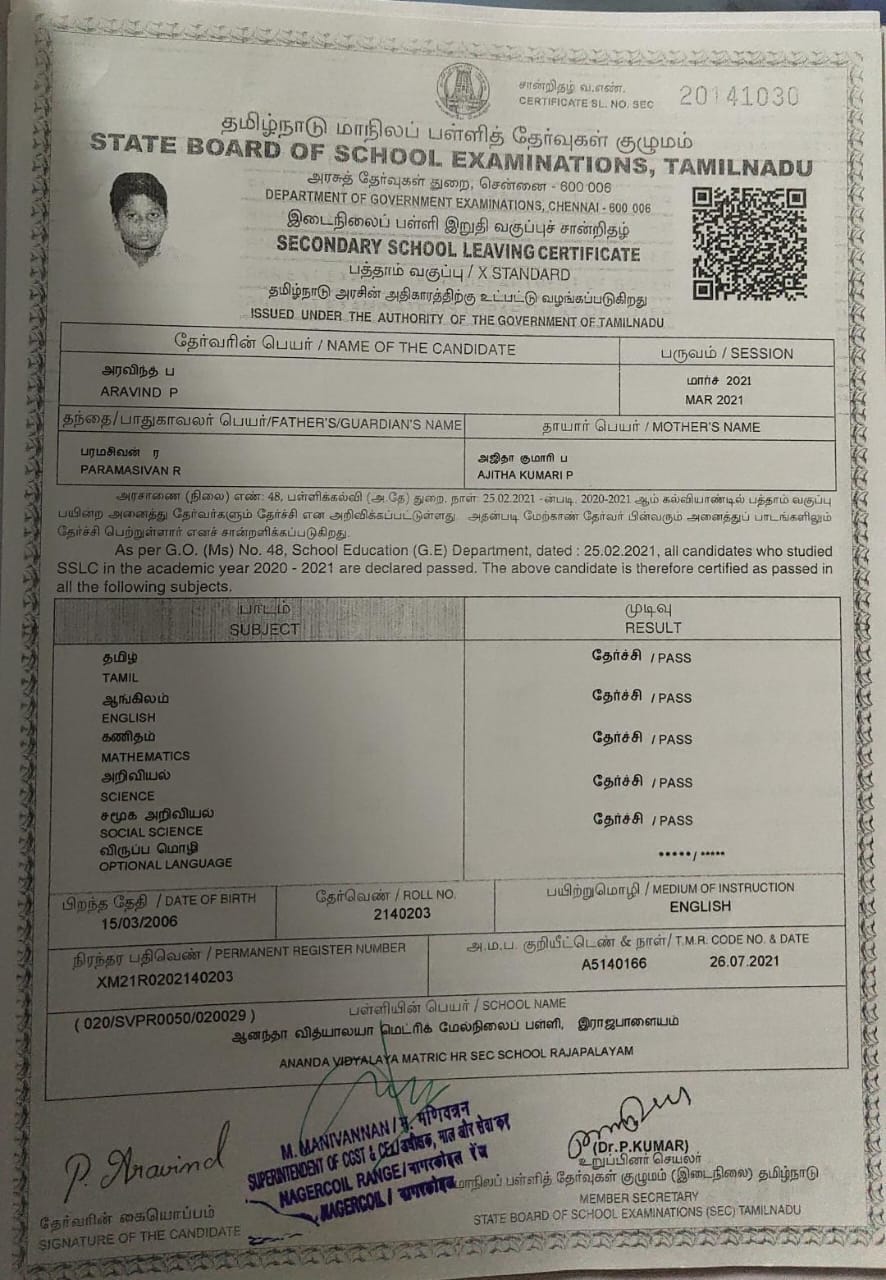 சான்றிதழ் வ.எண்.
CERTIFICATE SL. NO. SEC 20141030
தமிழ்நாடு மாநிலப் பள்ளித் தேர்வுகள் குழுமம்
STATE BOARD OF SCHOOL EXAMINATIONS, TAMILNADU
அரசுத் தேர்வுகள் துறை, சென்னை - 600 006
DEPARTMENT OF GOVERNMENT EXAMINATIONS, CHENNAI - 600 006
இடைநிலைப் பள்ளி இறுதி வகுப்புச் சான்றிதழ்
SECONDARY SCHOOL LEAVING CERTIFICATE
பத்தாம் வகுப்பு / X STANDARD
தமிழ்நாடு அரசின் அதிகாரத்திற்கு உட்பட்டு வழங்கப்படுகிறது
ISSUED UNDER THE AUTHORITY OF THE GOVERNMENT OF TAMILNADU
தேர்வரின் பெயர் / NAME OF THE CANDIDATE
பருவம் / SESSION
அரவிந்த் ப
ARAVIND P
மார்ச் 2021
MAR 2021
தந்தை/பாதுகாவலர் பெயர்/FATHER'S/GUARDIAN'S NAME
தாயார் பெயர் / MOTHER'S NAME
பரமசிவன் ர
PARAMASIVAN R
அஜிதா குமாரி ப
AJITHA KUMARI P
அரசாணை (நிலை) எண்: 48, பள்ளிக்கல்வி (அ.தே) துறை, நாள்: 25.02.2021 -ன்படி, 2020-2021 ஆம் கல்வியாண்டில் பத்தாம் வகுப்பு
பயின்ற அனைத்து தேர்வர்களும் தேர்ச்சி என அறிவிக்கப்பட்டுள்ளது. அதன்படி மேற்காண் தேர்வர் பின்வரும் அனைத்துப் பாடங்களிலும்
தேர்ச்சி பெற்றுள்ளார் எனச் சான்றளிக்கப்படுகிறது.
As per G.O. (Ms) No. 48, School Education (G.E) Department, dated : 25.02.2021, all candidates who studied
SSLC in the academic year 2020 - 2021 are declared passed. The above candidate is therefore certified as passed in
all the following subjects.
பாடம்
SUBJECT
முடிவு
RESULT
தமிழ்
TAMIL
தேர்ச்சி / PASS
ஆங்கிலம்
ENGLISH
தேர்ச்சி / PASS
கணிதம்
MATHEMATICS
தேர்ச்சி / PASS
அறிவியல்
SCIENCE
தேர்ச்சி / PASS
சமூக அறிவியல்
SOCIAL SCIENCE
தேர்ச்சி / PASS
விருப்ப மொழி
OPTIONAL LANGUAGE
***** / *****
பிறந்த தேதி / DATE OF BIRTH
15/03/2006
தேர்வெண் / ROLL NO.
2140203
பயிற்றுமொழி / MEDIUM OF INSTRUCTION
ENGLISH
நிரந்தர பதிவெண் / PERMANENT REGISTER NUMBER
XM21R0202140203
அ.ம.ப. குறியீட்டெண் & நாள்/ T.M.R. CODE NO. & DATE
A5140166 26.07.2021
பள்ளியின் பெயர் / SCHOOL NAME
( 020/SVPR0050/020029 )
ஆனந்தா வித்யாலயா மெட்ரிக் மேல்நிலைப் பள்ளி, இராஜபாளையம்
ANANDA VIDYALAYA MATRIC HR SEC SCHOOL RAJAPALAYAM
P. Aravind
தேர்வரின் கையொப்பம்
SIGNATURE OF THE CANDIDATE
M. MANIVANNAN / म. मणिवन्नन
SUPERINTENDENT OF CGST & CE / अधीक्षक, माल और सेवा कर
NAGERCOIL RANGE / नागरकोइल रेंज
NAGERCOIL / नागरकोइल
(Dr.P.KUMAR)
உறுப்பினர் செயலர்
மாநிலப் பள்ளித் தேர்வுகள் குழுமம் (இடைநிலை) தமிழ்நாடு
MEMBER SECRETARY
STATE BOARD OF SCHOOL EXAMINATIONS (SEC) TAMILNADU